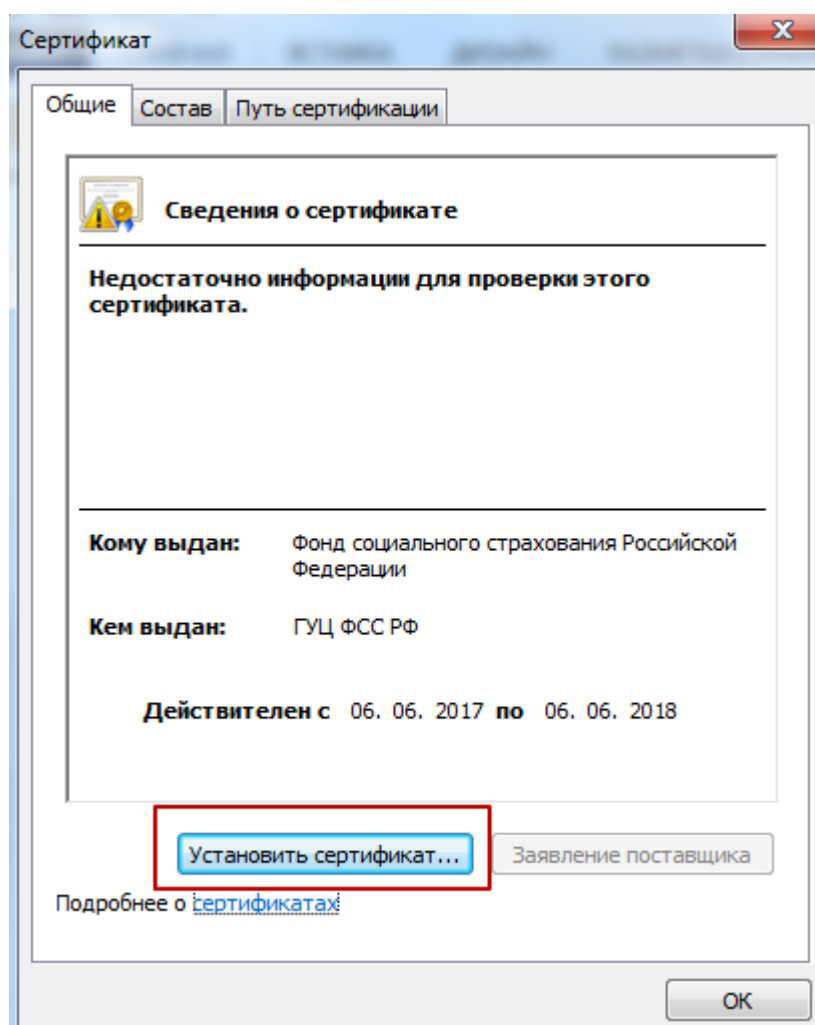 Сертификат
Общие
Состав
Путь сертификации
Сведения о сертификате
Недостаточно информации для проверки этого
сертификата.
Кому выдан: Фонд социального страхования Российской
Федерации
Кем выдан: ГУЦ ФСС РФ
Действителен с 06. 06. 2017 по 06. 06. 2018
Установить сертификат...
Заявление поставщика
Подробнее о сертификатах
ОК